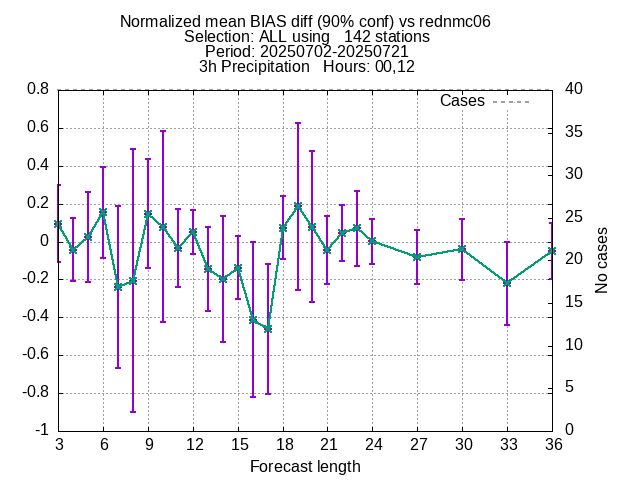 Normalized mean BIAS diff (90% conf) vs rednmc06
Selection: ALL using   142 stations
Period: 20250702-20250721
3h Precipitation   Hours: 00,12
Cases
0.8
0.6
0.4
0.2
0
-0.2
-0.4
-0.6
-0.8
-1
40
35
30
25
20
15
10
5
0
No cases
3 6 9 12 15 18 21 24 27 30 33 36
Forecast length